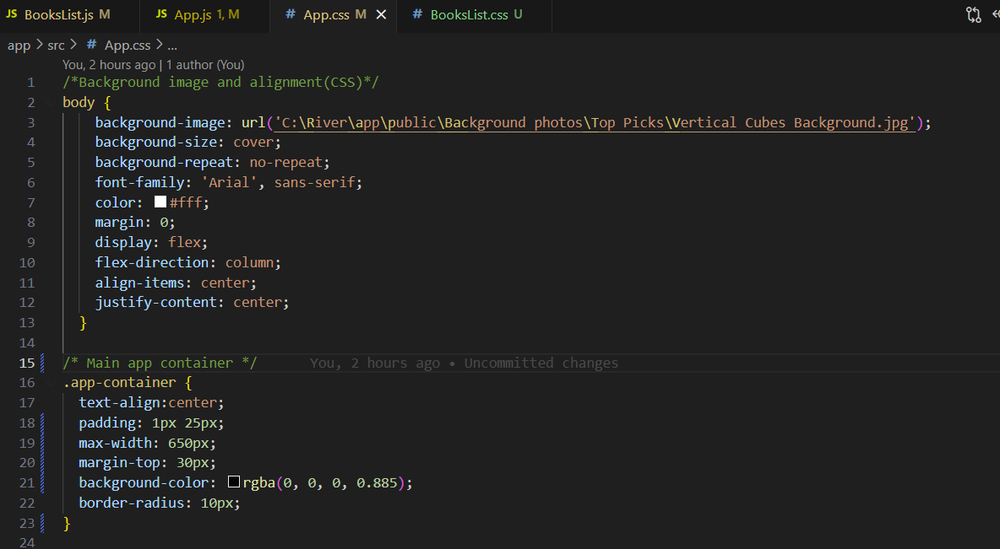 JS BooksList.js M JS App.js 1, M # App.css M # BooksList.css U
app > src > # App.css > ...
You, 2 hours ago | 1 author (You)
1 /*Background image and alignment(CSS)*/
2 body {
3 background-image: url('C:\River\app\public\Background photos\Top Picks\Vertical Cubes Background.jpg');
4 background-size: cover;
5 background-repeat: no-repeat;
6 font-family: 'Arial', sans-serif;
7 color: #fff;
8 margin: 0;
9 display: flex;
10 flex-direction: column;
11 align-items: center;
12 justify-content: center;
13 }
14
15 /* Main app container */ You, 2 hours ago • Uncommitted changes
16 .app-container {
17 text-align:center;
18 padding: 1px 25px;
19 max-width: 650px;
20 margin-top: 30px;
21 background-color: rgba(0, 0, 0, 0.885);
22 border-radius: 10px;
23 }
24